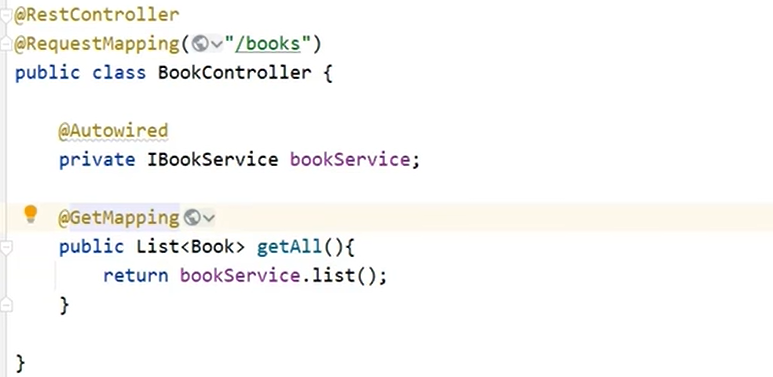 @RestController
@RequestMapping("/books")
public class BookController {
@Autowired
private IBookService bookService;
@GetMapping
public List<Book> getAll(){
return bookService.list();
}
}